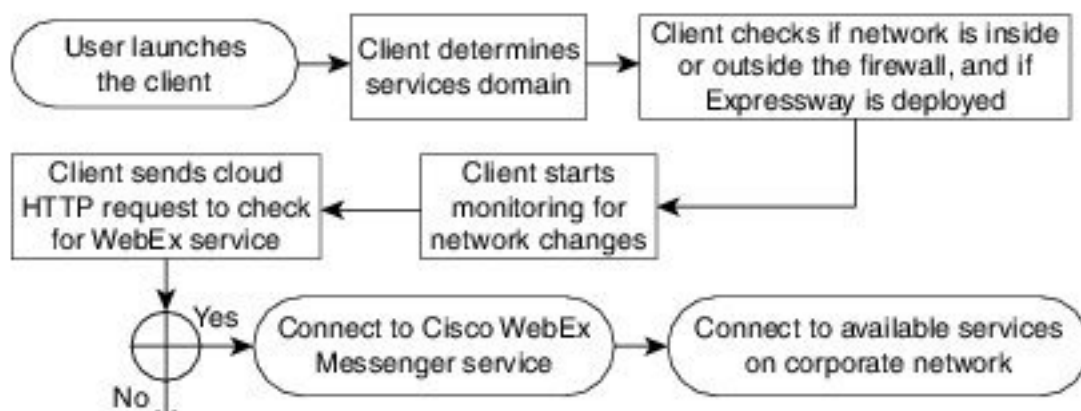 User launches
the client
Client determines
services domain
Client checks if network is inside
or outside the firewall, and if
Expressway is deployed
Client sends cloud
HTTP request to check
for WebEx service
Client starts
monitoring for
network changes
Yes
No
Connect to Cisco WebEx
Messenger service
Connect to available services
on corporate network